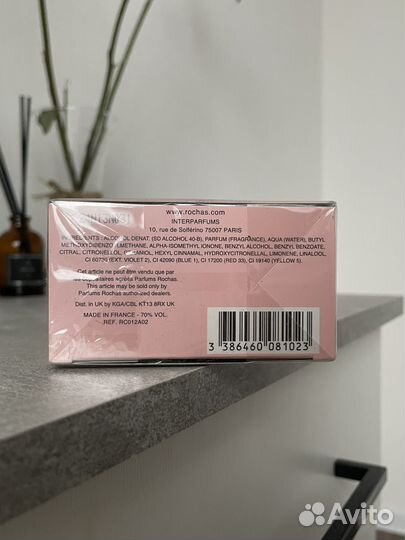 www.rochas.com
INTERPARFUMS
10, rue de Solférino 75007 PARIS
INGREDIENTS: ALCOHOL DENAT. (SD ALCOHOL 40-B), PARFUM (FRAGRANCE), AQUA (WATER), BUTYL
METHOXYDIBENZOYLMETHANE, ALPHA-ISOMETHYL IONONE, BENZYL ALCOHOL, BENZYL BENZOATE,
CITRAL, CITRONELLOL, GERANIOL, HEXYL CINNAMAL, HYDROXYCITRONELLAL, LIMONENE, LINALOOL,
CI 60730 (EXT. VIOLET 2), CI 42090 (BLUE 1), CI 17200 (RED 33), CI 19140 (YELLOW 5).
Cet article ne peut être vendu que par
les dépositaires agréés Parfums Rochas.
This article may be sold only by
Parfums Rochas authorized dealers.
Dist. in UK by KGA/CBL KT13 8RX UK
MADE IN FRANCE - 70% VOL.
REF. RC012A02
3 386460 081023
Avito